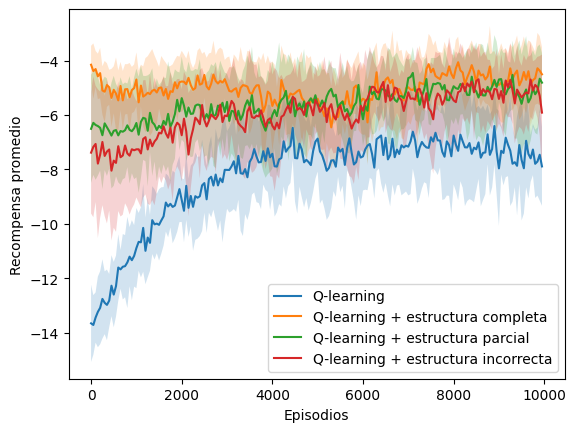 −4
−6
−8
−10
−12
−14
Recompensa promedio
0
2000
4000
6000
8000
10000
Episodios
Q-learning
Q-learning + estructura completa
Q-learning + estructura parcial
Q-learning + estructura incorrecta